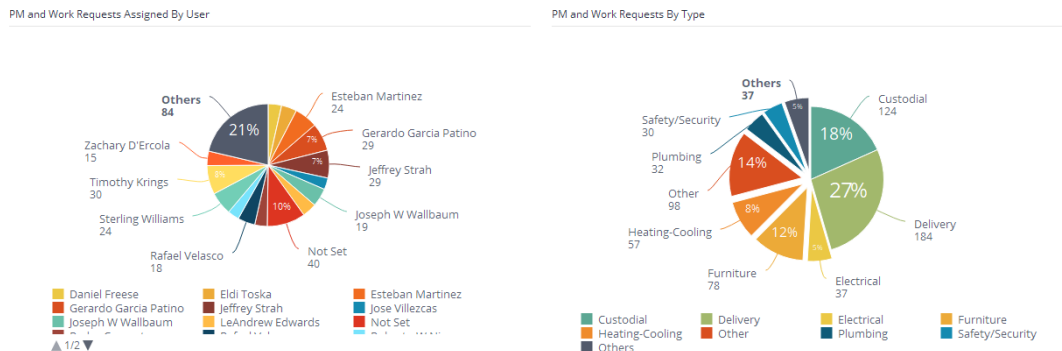 PM and Work Requests Assigned By User
Others
84
Esteban Martinez
24
21%
7%
Gerardo Garcia Patino
29
Zachary D'Ercola
15
7%
Jeffrey Strah
29
Timothy Krings
30
8%
Sterling Williams
24
10%
Joseph W Wallbaum
19
Rafael Velasco
18
Not Set
40
Daniel Freese
Eldi Toska
Esteban Martinez
Gerardo Garcia Patino
Jeffrey Strah
Jose Villezcas
Joseph W Wallbaum
LeAndrew Edwards
Not Set
1/2
PM and Work Requests By Type
Others
37
5%
Custodial
124
Safety/Security
30
18%
Plumbing
32
14%
Other
98
27%
8%
Heating-Cooling
57
Delivery
184
12%
5%
Furniture
78
Electrical
37
Custodial
Delivery
Electrical
Furniture
Heating-Cooling
Other
Plumbing
Safety/Security
Others